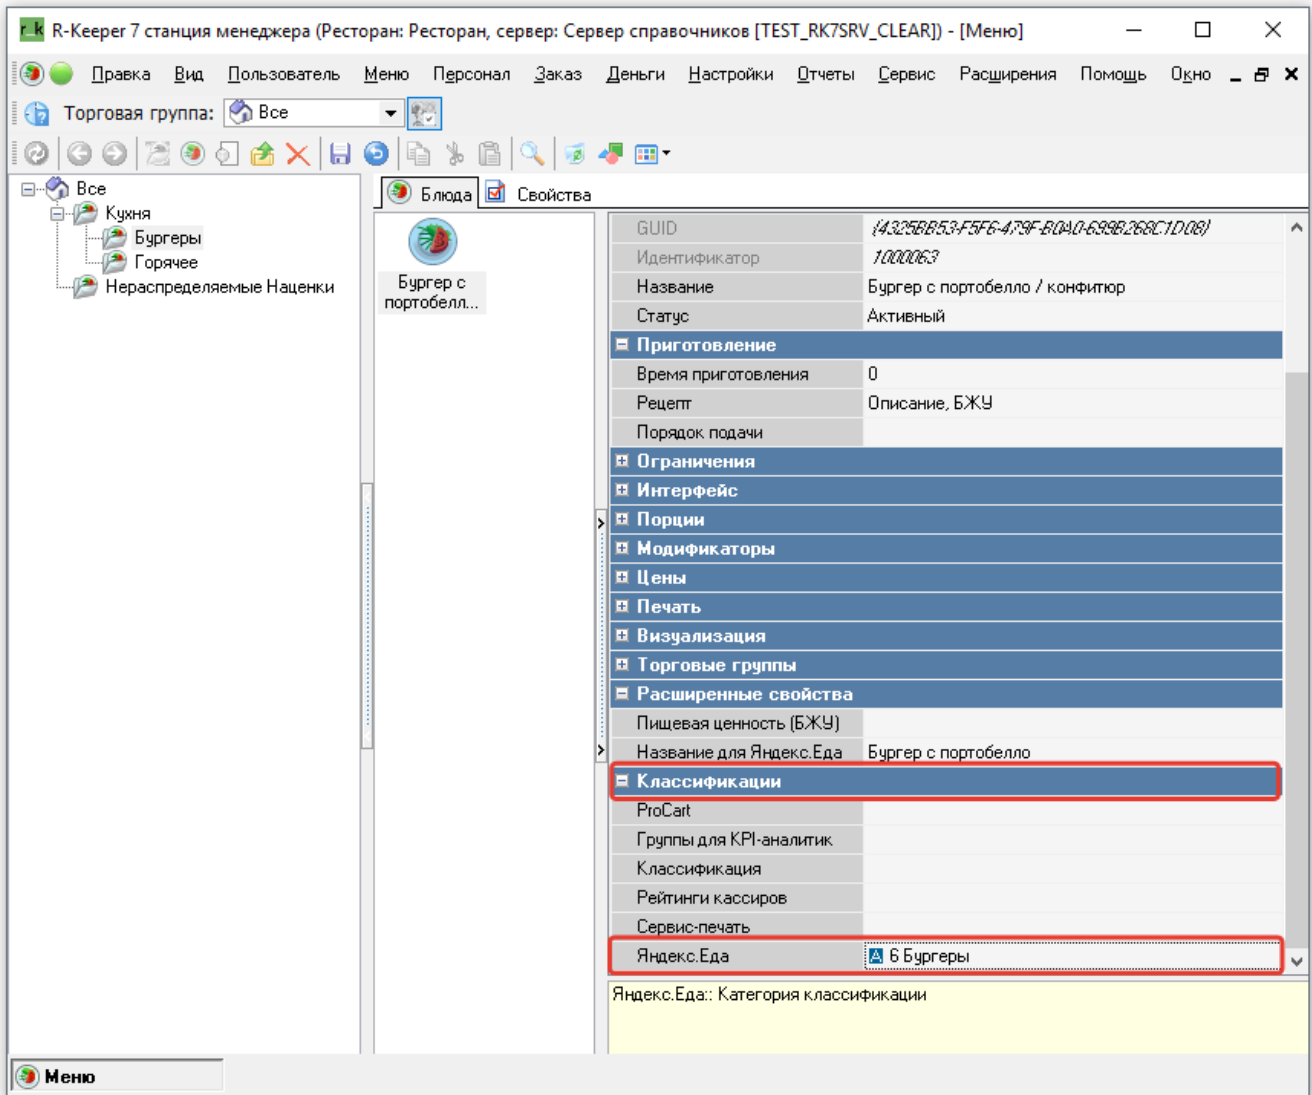 r_k R-Keeper 7 станция менеджера (Ресторан: Ресторан, сервер: Сервер справочников [TEST_RK7SRV_CLEAR]) - [Меню]
Правка Вид Пользователь Меню Персонал Заказ Деньги Настройки Отчеты Сервис Расширения Помощь Окно
Торговая группа: Все
Все
Кухня
Бургеры
Горячее
Нераспределяемые Наценки
Блюда Свойства
Бургер с
портобелл...
GUID {4325BB53-F5F6-479F-B0A0-699B268C1D08}
Идентификатор 1000063
Название Бургер с портобелло / конфитюр
Статус Активный
Приготовление
Время приготовления 0
Рецепт Описание, БЖУ
Порядок подачи
Ограничения
Интерфейс
Порции
Модификаторы
Цены
Печать
Визуализация
Торговые группы
Расширенные свойства
Пищевая ценность (БЖУ)
Название для Яндекс.Еда Бургер с портобелло
Классификации
ProCart
Группы для KPI-аналитик
Классификация
Рейтинги кассиров
Сервис-печать
Яндекс.Еда A 6 Бургеры
Яндекс.Еда:: Категория классификации
Меню